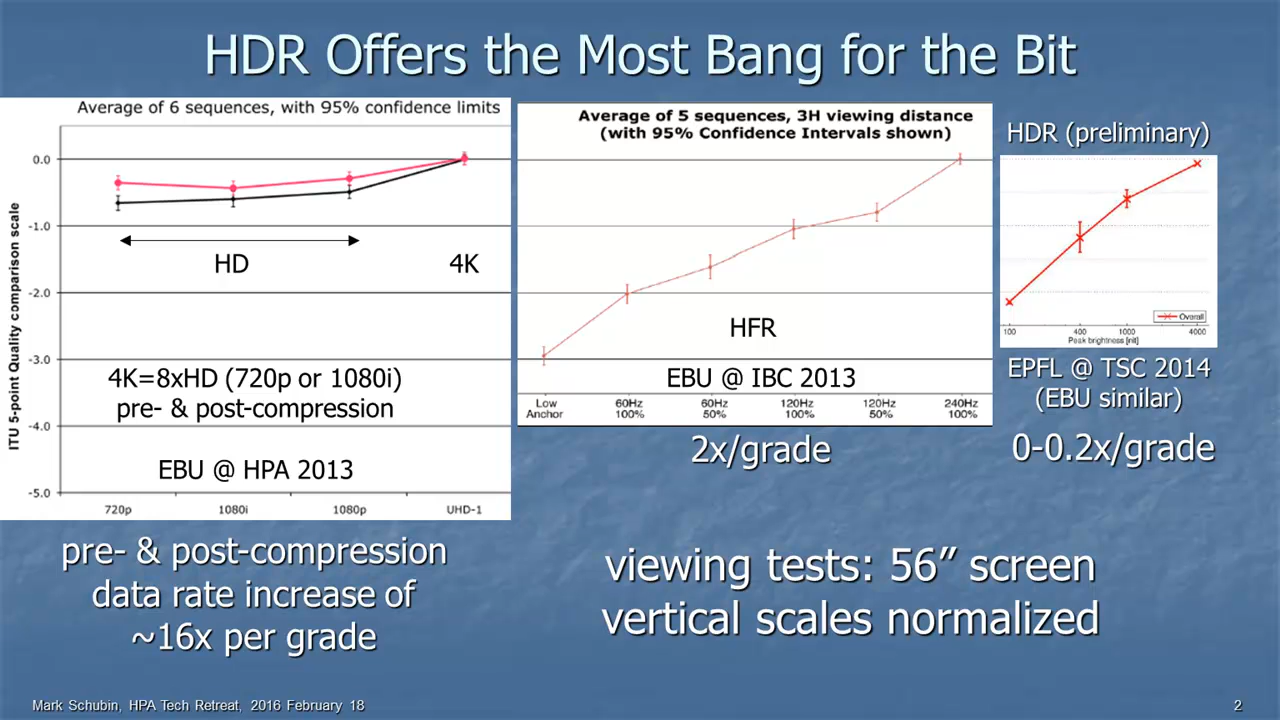 HDR Offers the Most Bang for the Bit
Average of 6 sequences, with 95% confidence limits
ITU 5-point Quality comparison scale
0.0
-1.0
-2.0
-3.0
-4.0
-5.0
HD
4K
4K=8xHD (720p or 1080i)
pre- & post-compression
EBU @ HPA 2013
720p 1080i 1080p UHD-1
pre- & post-compression
data rate increase of
~16x per grade
Average of 5 sequences, 3H viewing distance
(with 95% Confidence Intervals shown)
HFR
EBU @ IBC 2013
Low 60Hz 60Hz 120Hz 120Hz 240Hz
Anchor 100% 50% 100% 50% 100%
2x/grade
HDR (preliminary)
Overall
100 400 1000 4000
Peak brightness [nit]
EPFL @ TSC 2014
(EBU similar)
0-0.2x/grade
viewing tests: 56” screen
vertical scales normalized
Mark Schubin, HPA Tech Retreat, 2016 February 18
2